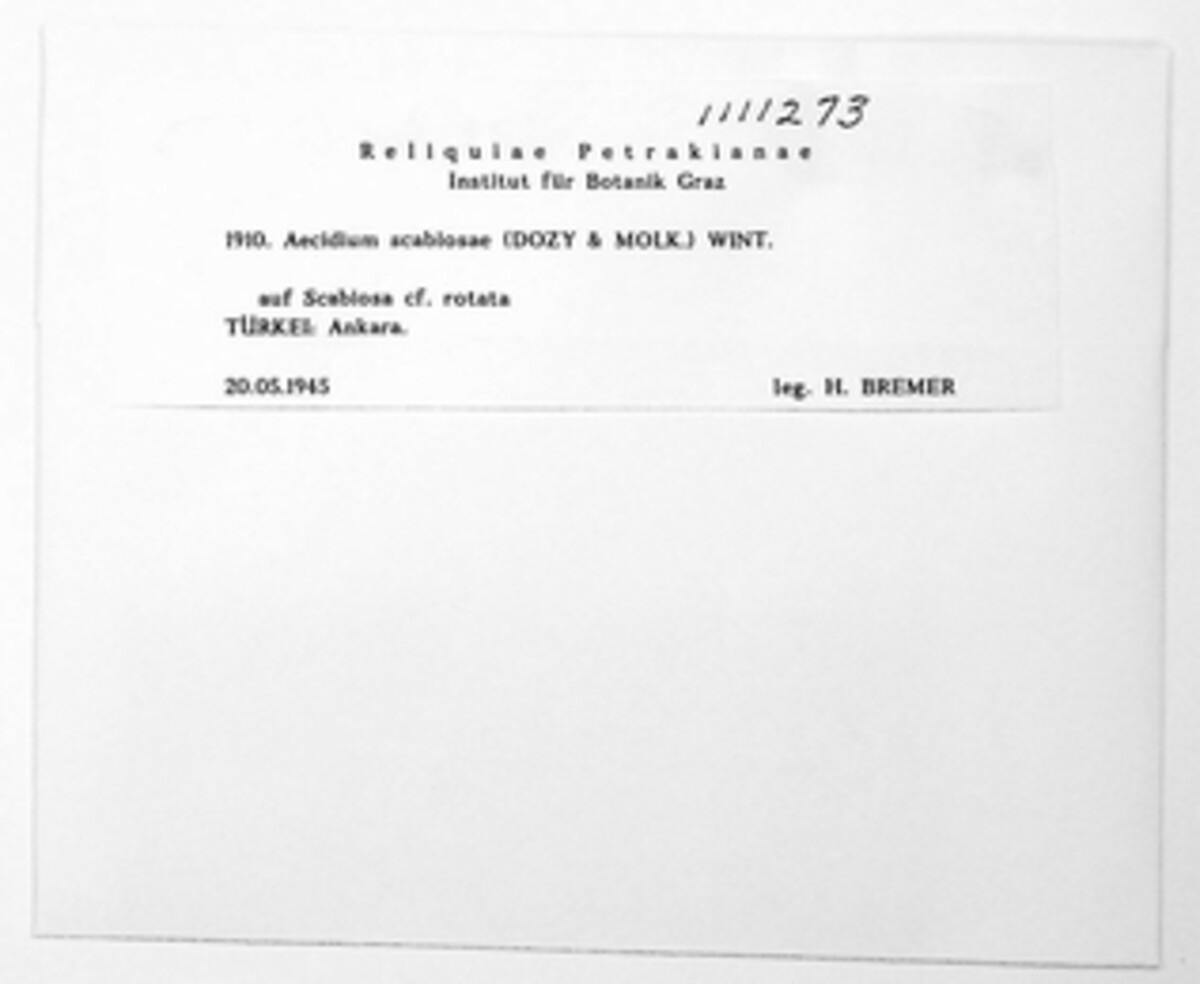 1111273
Reliquiae Petrakianae
Institut für Botanik Graz
1910. Aecidium scabiosae (DOZY & MOLK.) WINT.
auf Scabiosa cf. rotata
TÜRKEI: Ankara.
20.05.1945 leg. H. BREMER